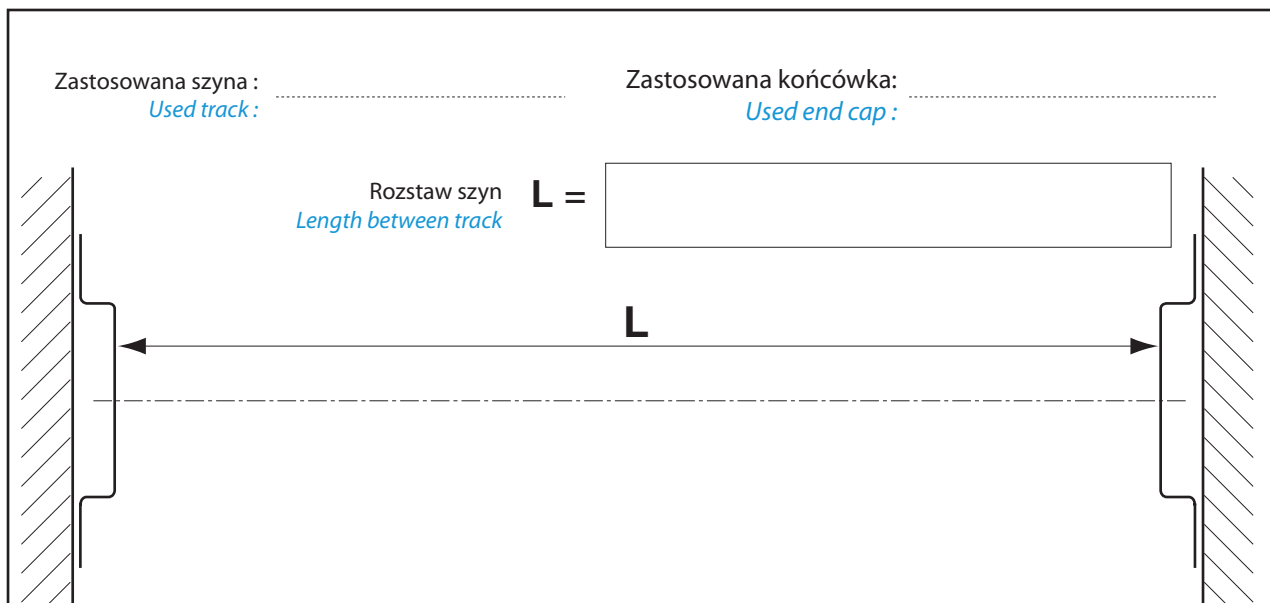 Zastosowana szyna :
Used track :
Zastosowana końcówka:
Used end cap :
Rozstaw szyn
Length between track
L =
L